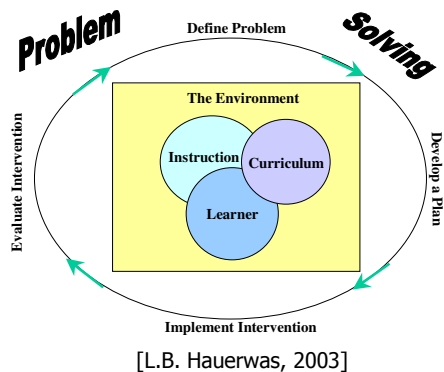 Problem
Solving
Define Problem
The Environment
Instruction
Curriculum
Learner
Develop a Plan
Evaluate Intervention
Implement Intervention
[L.B. Hauerwas, 2003]